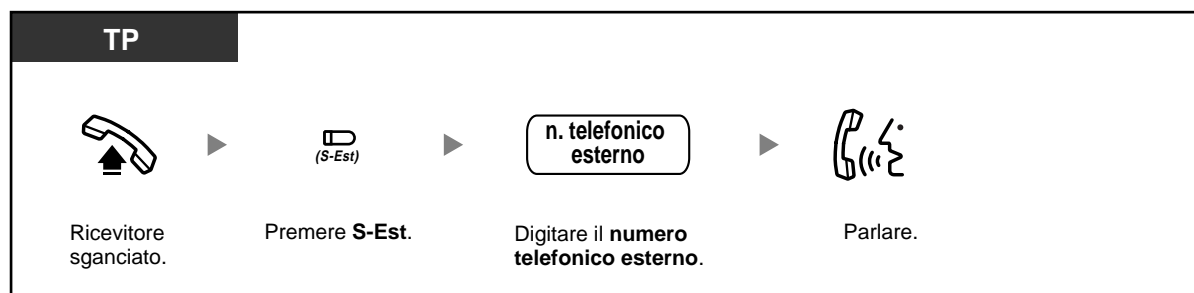 TP
(S-Est)
n. telefonico
esterno
Ricevitore
sganciato.
Premere S-Est.
Digitare il numero
telefonico esterno.
Parlare.